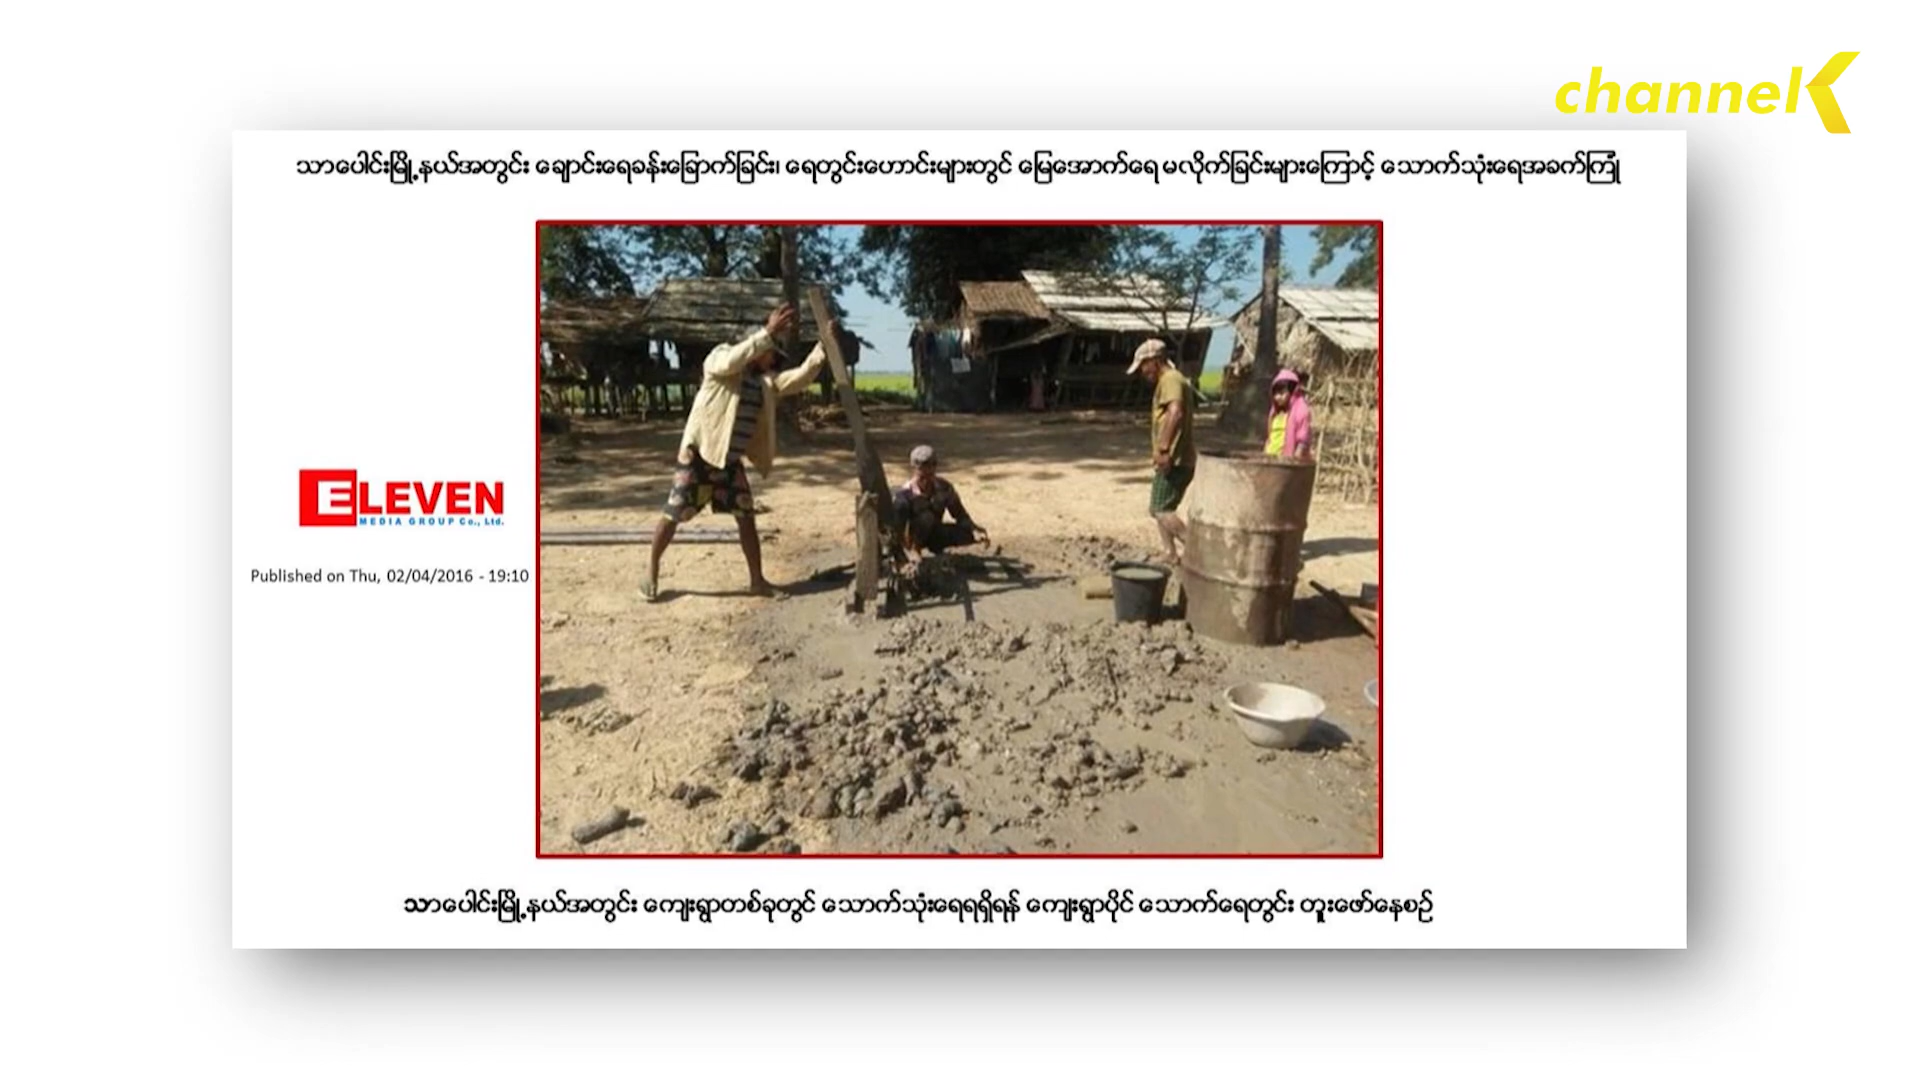 channelK
သာပေါင်းမြို့နယ်အတွင်း ချောင်းရေခန်းခြောက်ခြင်း၊ ရေတွင်းဟောင်းများတွင် မြေအောက်ရေ မလိုက်ခြင်းများကြောင့် သောက်သုံးရေအခက်ကြုံ
ELEVEN
MEDIA GROUP Co., Ltd.
Published on Thu, 02/04/2016 - 19:10
သာပေါင်းမြို့နယ်အတွင်း ကျေးရွာတစ်ခုတွင် သောက်သုံးရေရရှိရန် ကျေးရွာပိုင် သောက်ရေတွင်း တူးဖော်နေစဉ်